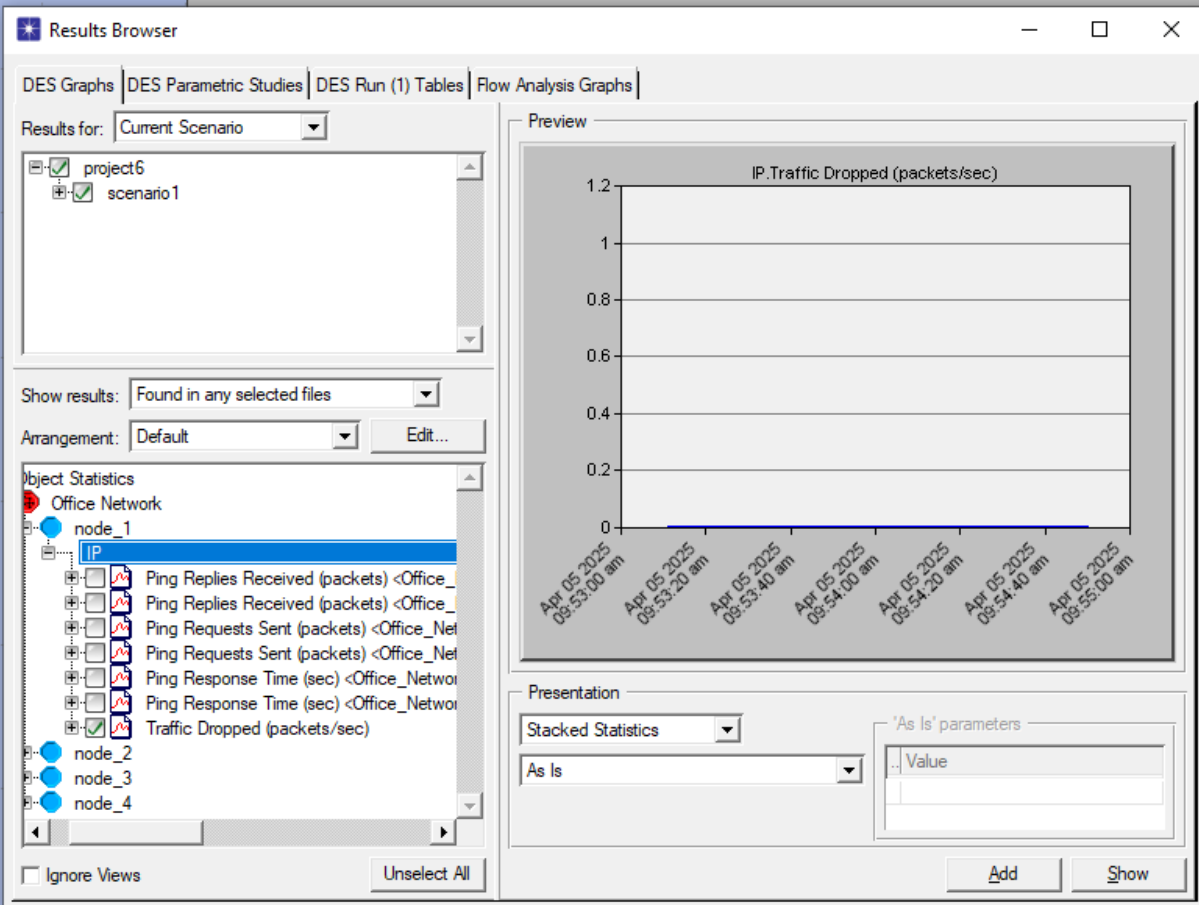 Results Browser
DES Graphs DES Parametric Studies DES Run (1) Tables Flow Analysis Graphs
Results for: Current Scenario
project6
scenario1
Show results: Found in any selected files
Arrangement: Default Edit...
bject Statistics
Office Network
node_1
IP
Ping Replies Received (packets) <Office_
Ping Replies Received (packets) <Office_
Ping Requests Sent (packets) <Office_Net
Ping Requests Sent (packets) <Office_Net
Ping Response Time (sec) <Office_Networ
Ping Response Time (sec) <Office_Networ
Traffic Dropped (packets/sec)
node_2
node_3
node_4
Ignore Views Unselect All
Preview
IP.Traffic Dropped (packets/sec)
1.2
1
0.8
0.6
0.4
0.2
0
Apr 05 2025
09:53:00 am
Apr 05 2025
09:53:20 am
Apr 05 2025
09:53:40 am
Apr 05 2025
09:54:00 am
Apr 05 2025
09:54:20 am
Apr 05 2025
09:54:40 am
Apr 05 2025
09:55:00 am
Presentation
Stacked Statistics
As Is
'As Is' parameters
.. Value
Add Show